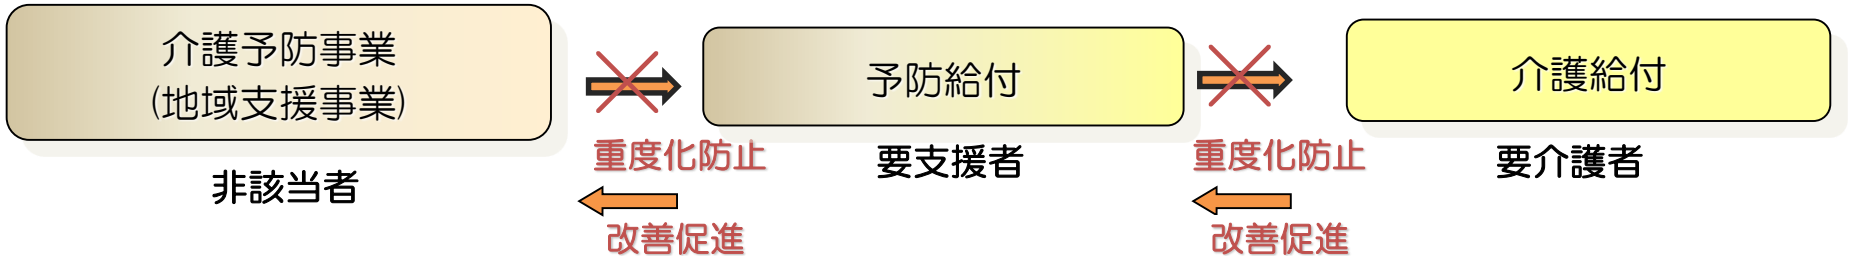 介護予防事業
(地域支援事業)
非該当者
重度化防止
改善促進
予防給付
要支援者
重度化防止
改善促進
介護給付
要介護者